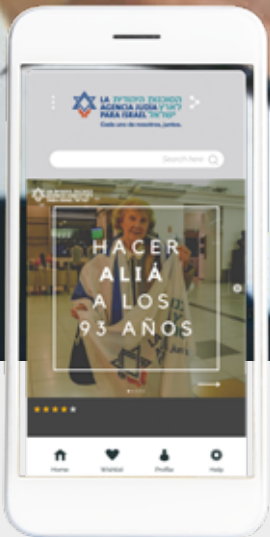 LA הסוכנות היהודית
AGENCIA JUDÍA לארץ
PARA ISRAEL ישראל
Cada uno de nosotros, juntos.
Search here
HACER
ALIÁ
A LOS
93 AÑOS
Home
Wishlist
Profile
Help